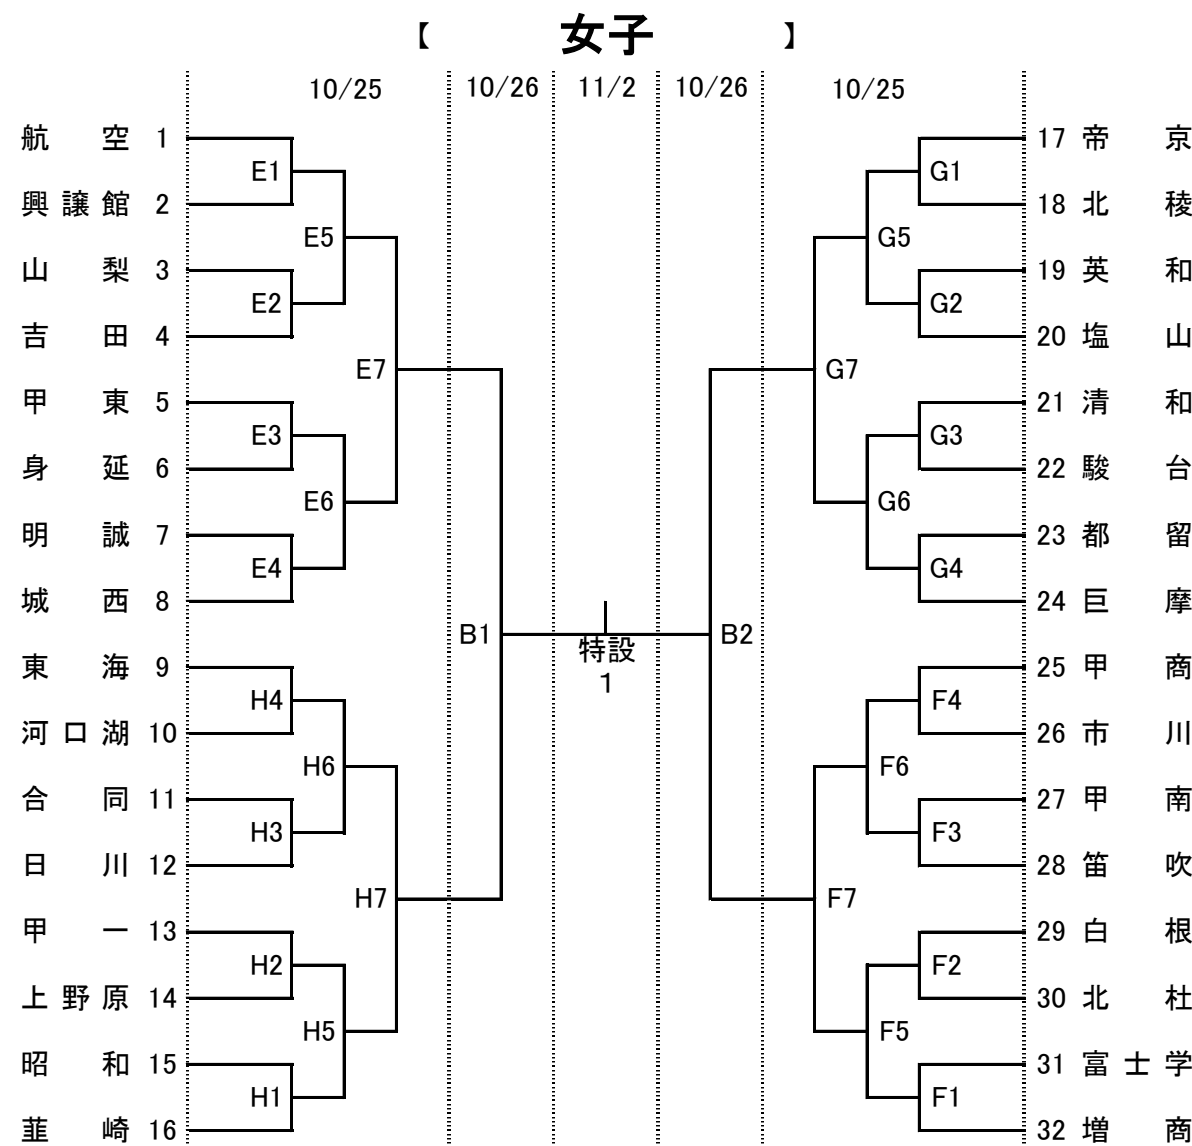 【 女子 】
10/25 10/26 11/2 10/26 10/25
航空 1 17 帝京
E1 G1
興譲館 2 18 北稜
E5 G5
山梨 3 19 英和
E2 G2
吉田 4 20 塩山
E7 G7
甲東 5 21 清和
E3 G3
身延 6 22 駿台
E6 G6
明誠 7 23 都留
E4 G4
城西 8 24 巨摩
B1 特設 B2
東海 9 25 甲商
1
H4 F4
河口湖 10 26 市川
H6 F6
合同 11 27 甲南
H3 F3
日川 12 28 笛吹
H7 F7
甲一 13 29 白根
H2 F2
上野原 14 30 北杜
H5 F5
昭和 15 31 富士学
H1 F1
韮崎 16 32 増商